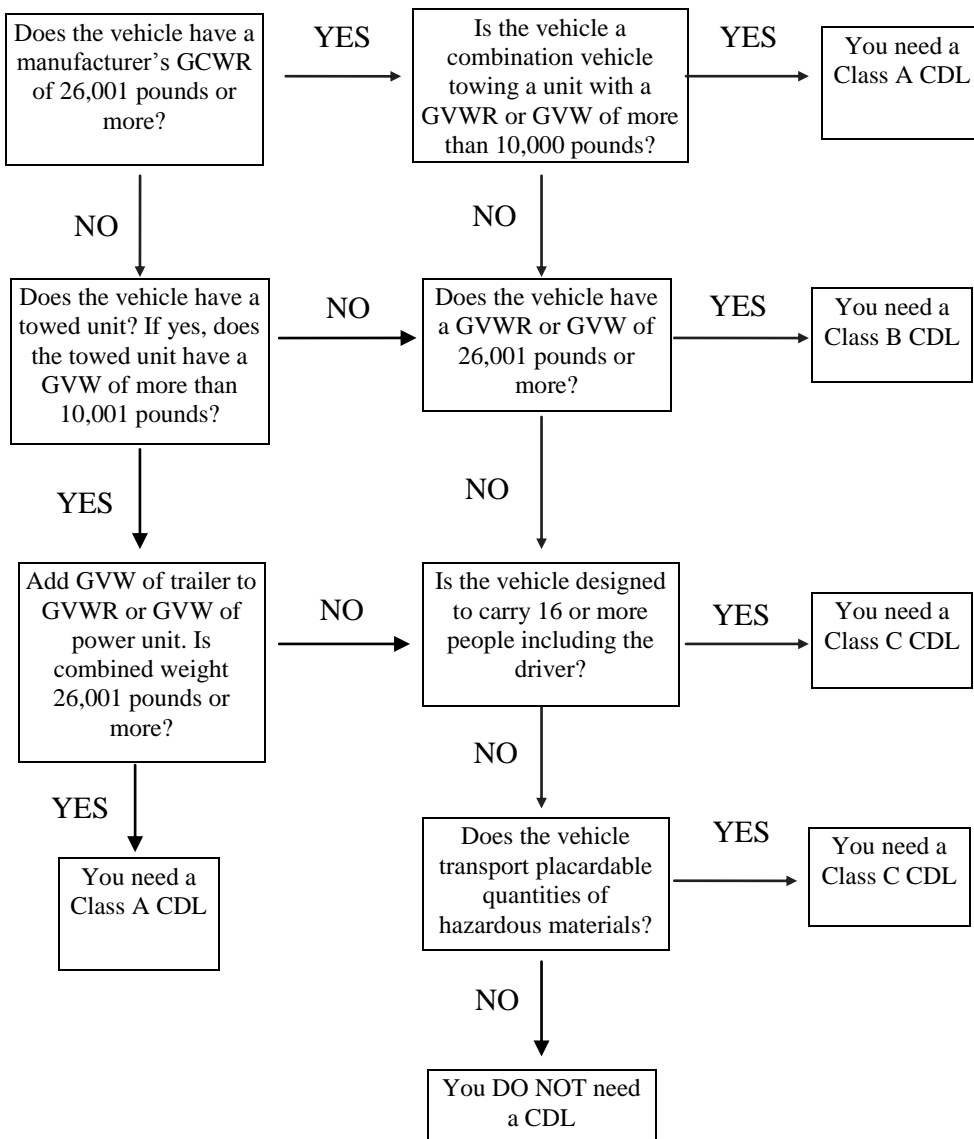 Does the vehicle have a
manufacturer’s GCWR
of 26,001 pounds or
more?
YES
Is the vehicle a
combination vehicle
towing a unit with a
GVWR or GVW of more
than 10,000 pounds?
YES
You need a
Class A CDL
NO
NO
Does the vehicle have a
towed unit? If yes, does
the towed unit have a
GVW of more than
10,001 pounds?
NO
Does the vehicle have
a GVWR or GVW of
26,001 pounds or
more?
YES
You need a
Class B CDL
YES
NO
Add GVW of trailer to
GVWR or GVW of
power unit. Is
combined weight
26,001 pounds or
more?
NO
Is the vehicle designed
to carry 16 or more
people including the
driver?
YES
You need a
Class C CDL
YES
NO
You need a
Class A CDL
Does the vehicle
transport placardable
quantities of
hazardous materials?
YES
You need a
Class C CDL
NO
You DO NOT need
a CDL